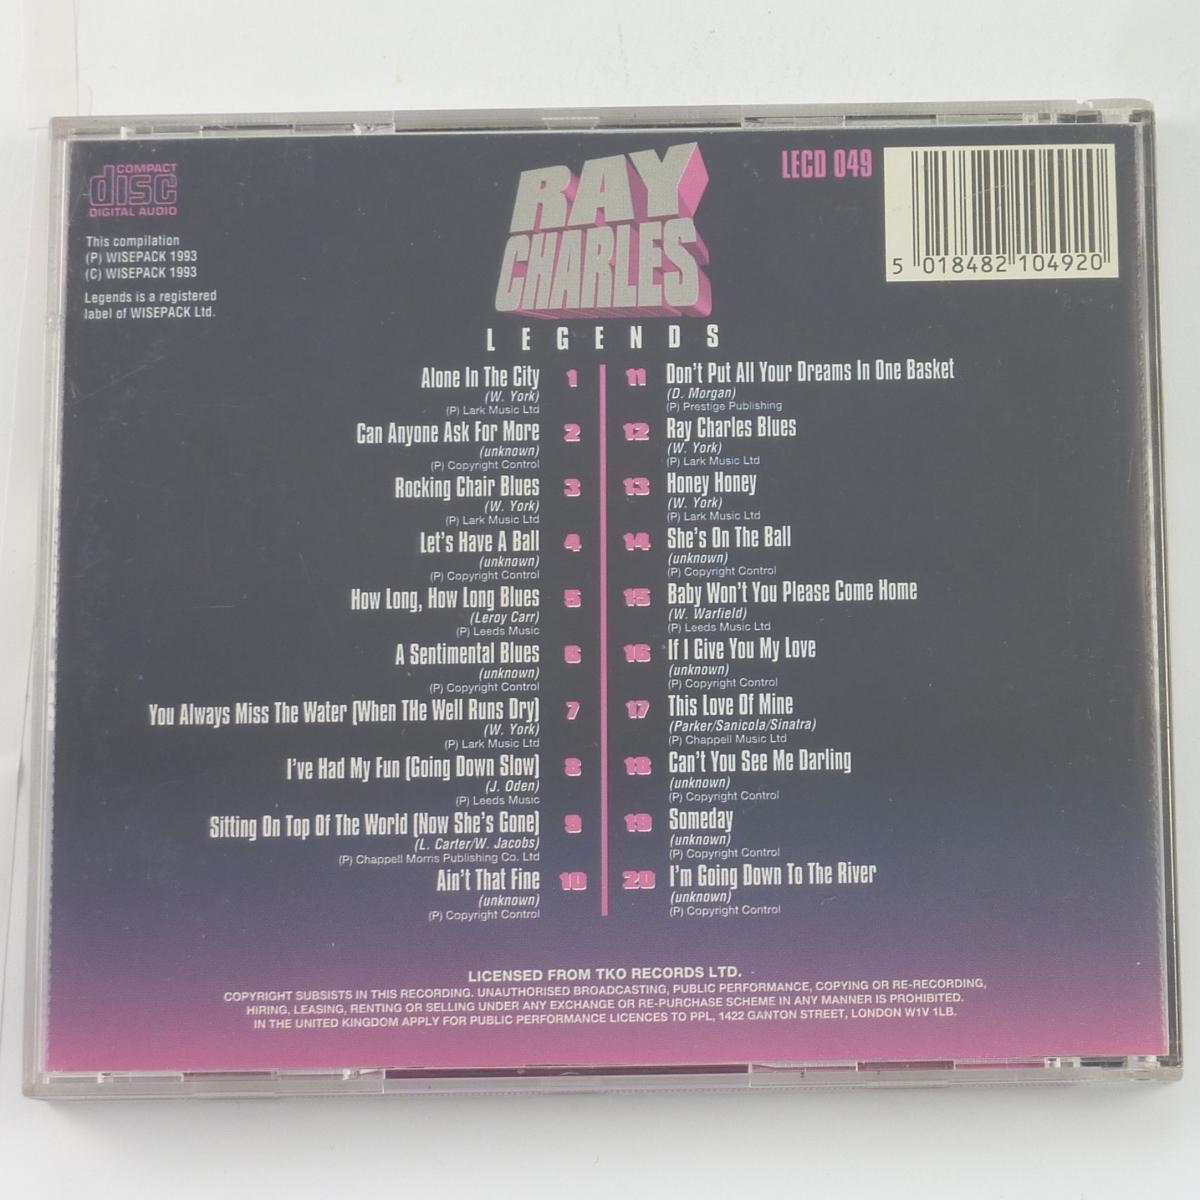 COMPACT
disc
DIGITAL AUDIO
This compilation
(P) WISEPACK 1993
(C) WISEPACK 1993
Legends is a registered
label of WISEPACK Ltd.
RAY
CHARLES
LEGENDS
LECD 049
5 018482 104920
Alone In The City 1
(W. York)
(P) Lark Music Ltd
Can Anyone Ask For More 2
(unknown)
(P) Copyright Control
Rocking Chair Blues 3
(W. York)
(P) Lark Music Ltd
Let's Have A Ball 4
(unknown)
(P) Copyright Control
How Long, How Long Blues 5
(Leroy Carr)
(P) Leeds Music
A Sentimental Blues 6
(unknown)
(P) Copyright Control
You Always Miss The Water (When THe Well Runs Dry) 7
(W. York)
(P) Lark Music Ltd
I've Had My Fun (Going Down Slow) 8
(J. Oden)
(P) Leeds Music
Sitting On Top Of The World (Now She's Gone) 9
(L. Carter/W. Jacobs)
(P) Chappell Morris Publishing Co. Ltd
Ain't That Fine 10
(unknown)
(P) Copyright Control
11 Don't Put All Your Dreams In One Basket
(D. Morgan)
(P) Prestige Publishing
12 Ray Charles Blues
(W. York)
(P) Lark Music Ltd
13 Honey Honey
(W. York)
(P) Lark Music Ltd
14 She's On The Ball
(unknown)
(P) Copyright Control
15 Baby Won't You Please Come Home
(W. Warfield)
(P) Leeds Music Ltd
16 If I Give You My Love
(unknown)
(P) Copyright Control
17 This Love Of Mine
(Parker/Sanicola/Sinatra)
(P) Chappell Music Ltd
18 Can't You See Me Darling
(unknown)
(P) Copyright Control
19 Someday
(unknown)
(P) Copyright Control
20 I'm Going Down To The River
(unknown)
(P) Copyright Control
LICENSED FROM TKO RECORDS LTD.
COPYRIGHT SUBSISTS IN THIS RECORDING. UNAUTHORISED BROADCASTING, PUBLIC PERFORMANCE, COPYING OR RE-RECORDING,
HIRING, LEASING, RENTING OR SELLING UNDER ANY EXCHANGE OR RE-PURCHASE SCHEME IN ANY MANNER IS PROHIBITED.
IN THE UNITED KINGDOM APPLY FOR PUBLIC PERFORMANCE LICENCES TO PPL, 1422 GANTON STREET, LONDON W1V 1LB.